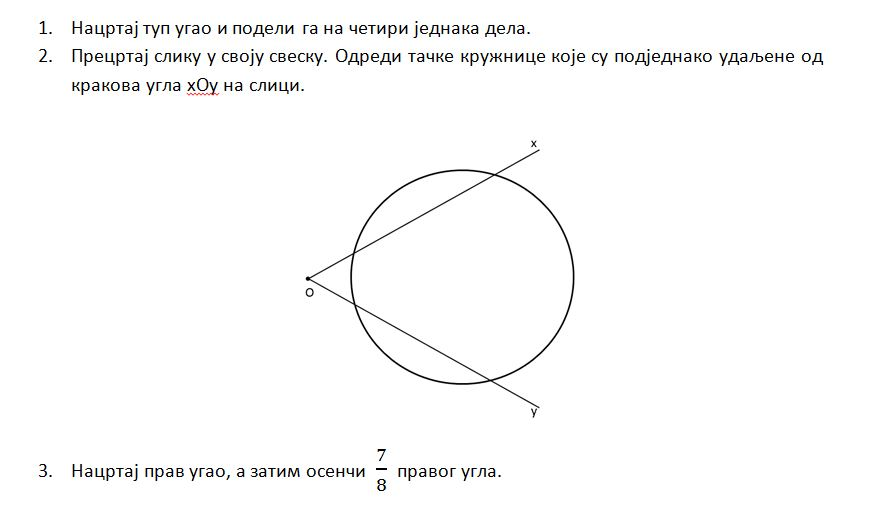 1. Нацртај туп угао и подели га на четири једнака дела.
2. Прецртај слику у своју свеску. Одреди тачке кружнице које су подједнако удаљене од
кракова угла xOy на слици.
x
O
y
3. Нацртај прав угао, а затим осенчи 7/8 правог угла.